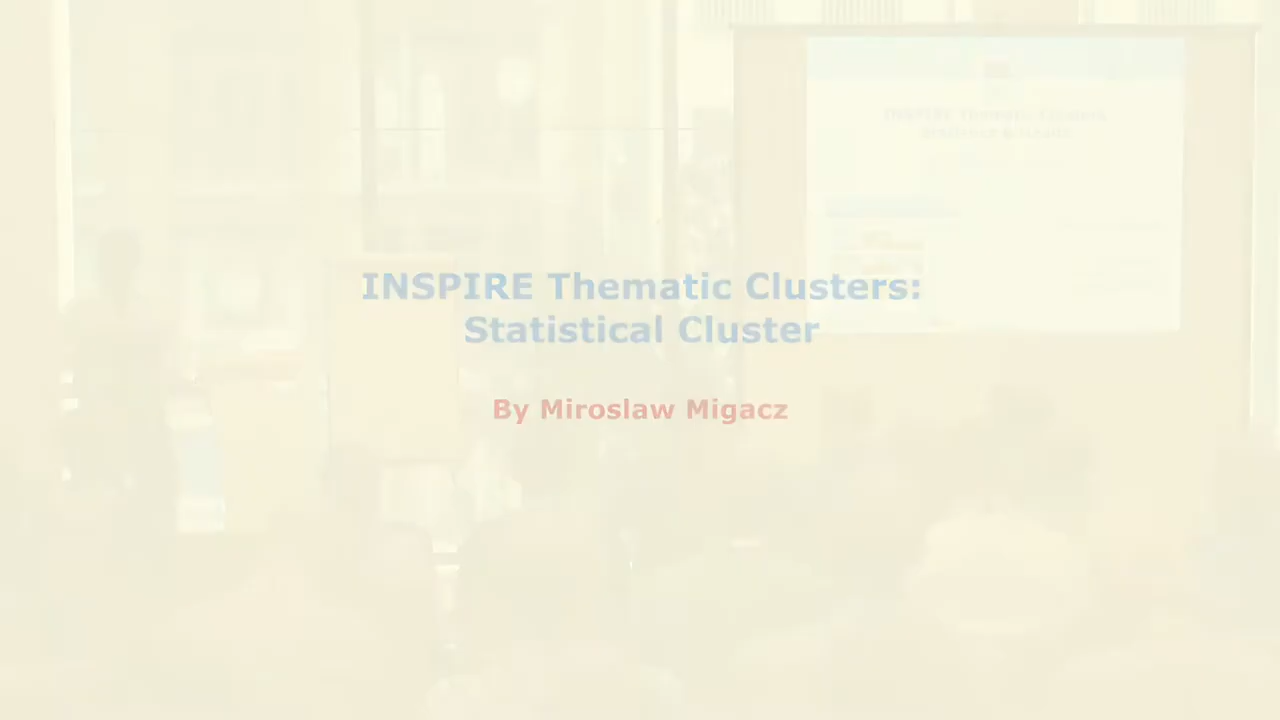 INSPIRE Thematic Clusters:
Statistical Cluster
By Miroslaw Migacz